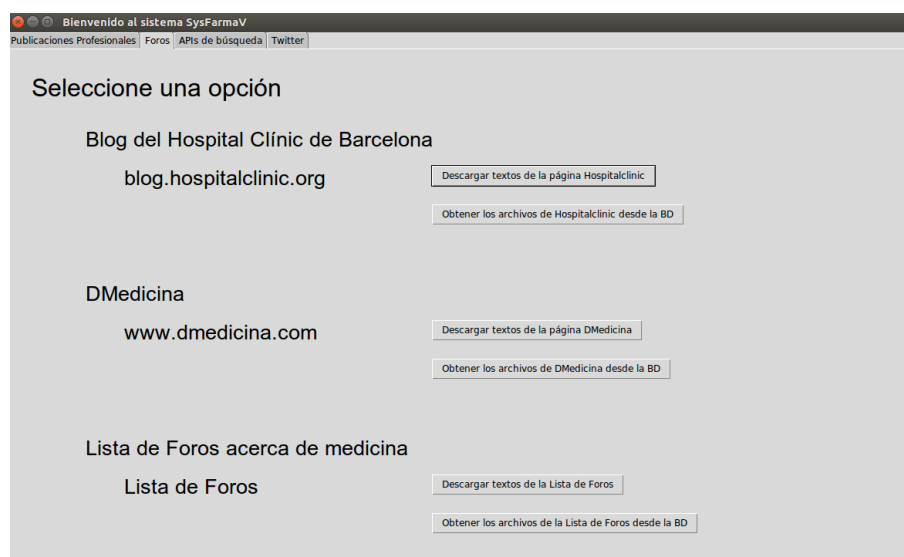 Bienvenido al sistema SysFarmaV
Publicaciones Profesionales Foros APIs de búsqueda Twitter
Seleccione una opción
Blog del Hospital Clínic de Barcelona
blog.hospitalclinic.org Descargar textos de la página Hospitalclinic
Obtener los archivos de Hospitalclinic desde la BD
DMedicina
www.dmedicina.com Descargar textos de la página DMedicina
Obtener los archivos de DMedicina desde la BD
Lista de Foros acerca de medicina
Lista de Foros Descargar textos de la Lista de Foros
Obtener los archivos de la Lista de Foros desde la BD